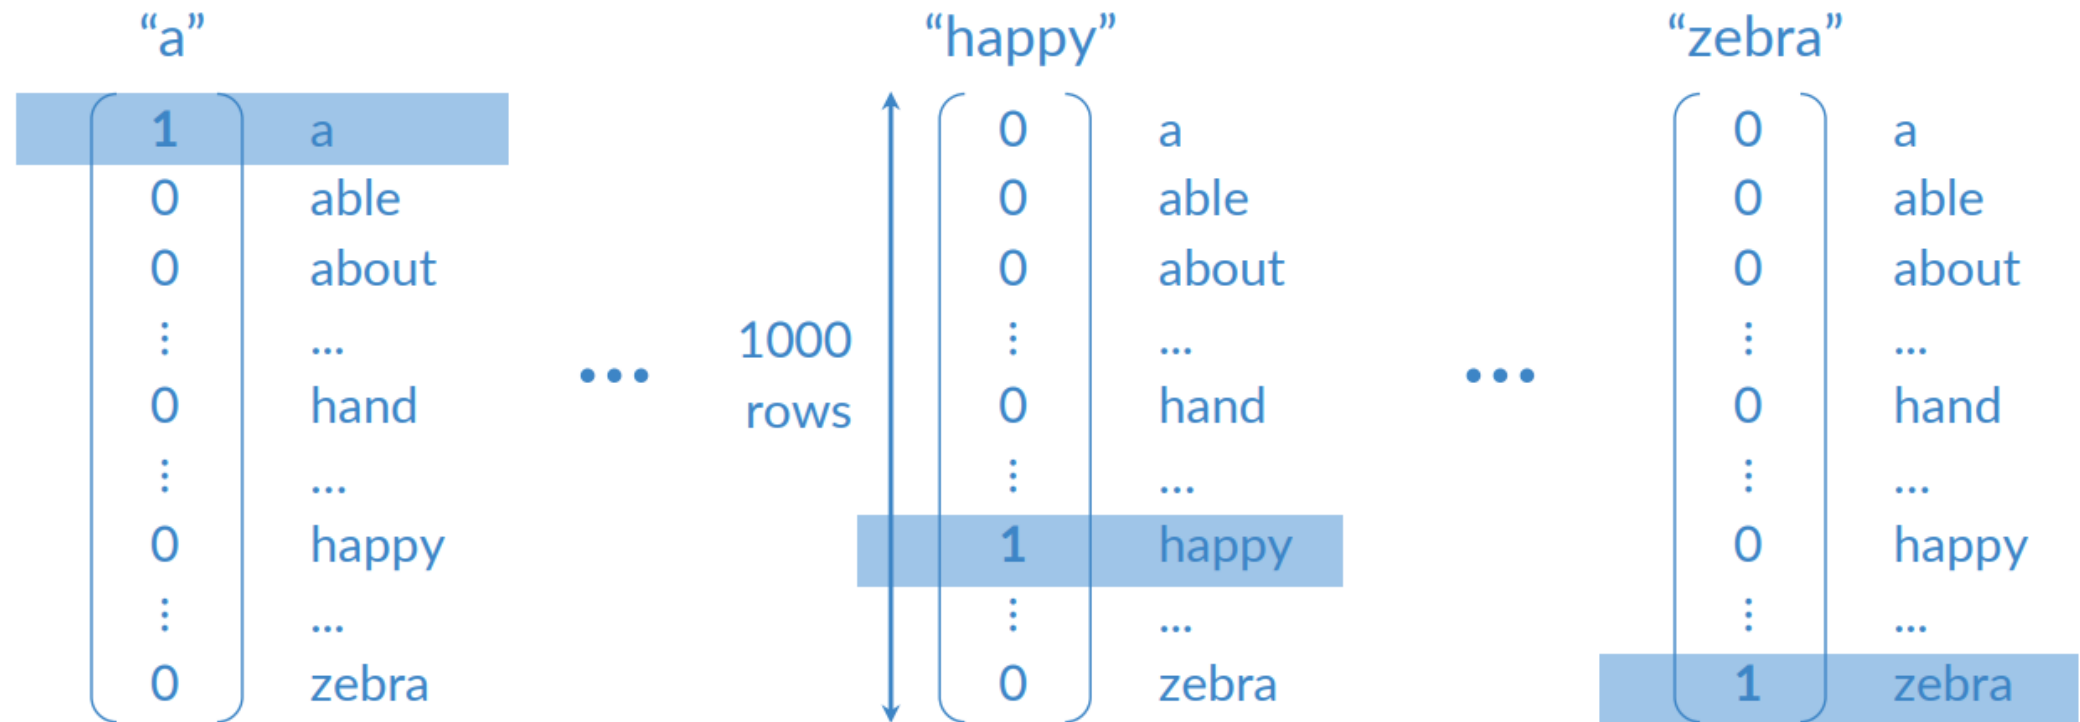 “a” “happy” “zebra”
1 a 0 a 0 a
0 able 0 able 0 able
0 about 0 about 0 about
⋮ ... 1000 ⋮ ... ⋮ ...
... ...
0 hand rows 0 hand 0 hand
⋮ ... ⋮ ... ⋮ ...
0 happy 1 happy 0 happy
⋮ ... ⋮ ... ⋮ ...
0 zebra 0 zebra 1 zebra